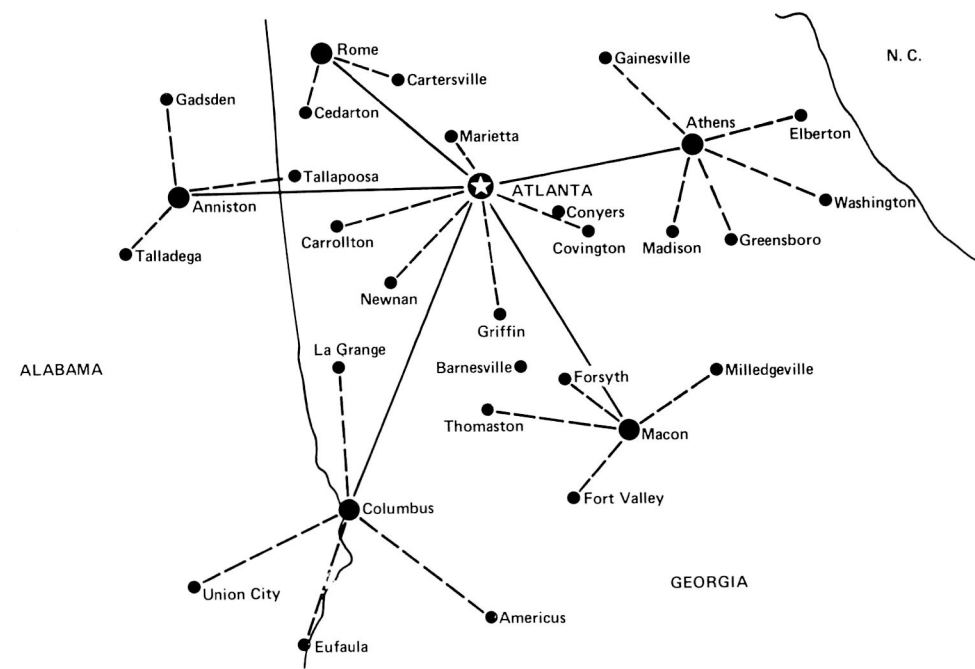 Rome
Gainesville
N. C.
Cartersville
Gadsden
Cedarton
Athens
Elberton
Marietta
Tallapoosa
ATLANTA
Anniston
Conyers
Washington
Carrollton
Covington
Madison
Greensboro
Talladega
Newnan
Griffin
La Grange
ALABAMA
Barnesville
Forsyth
Milledgeville
Thomaston
Macon
Fort Valley
Columbus
GEORGIA
Union City
Americus
Eufaula